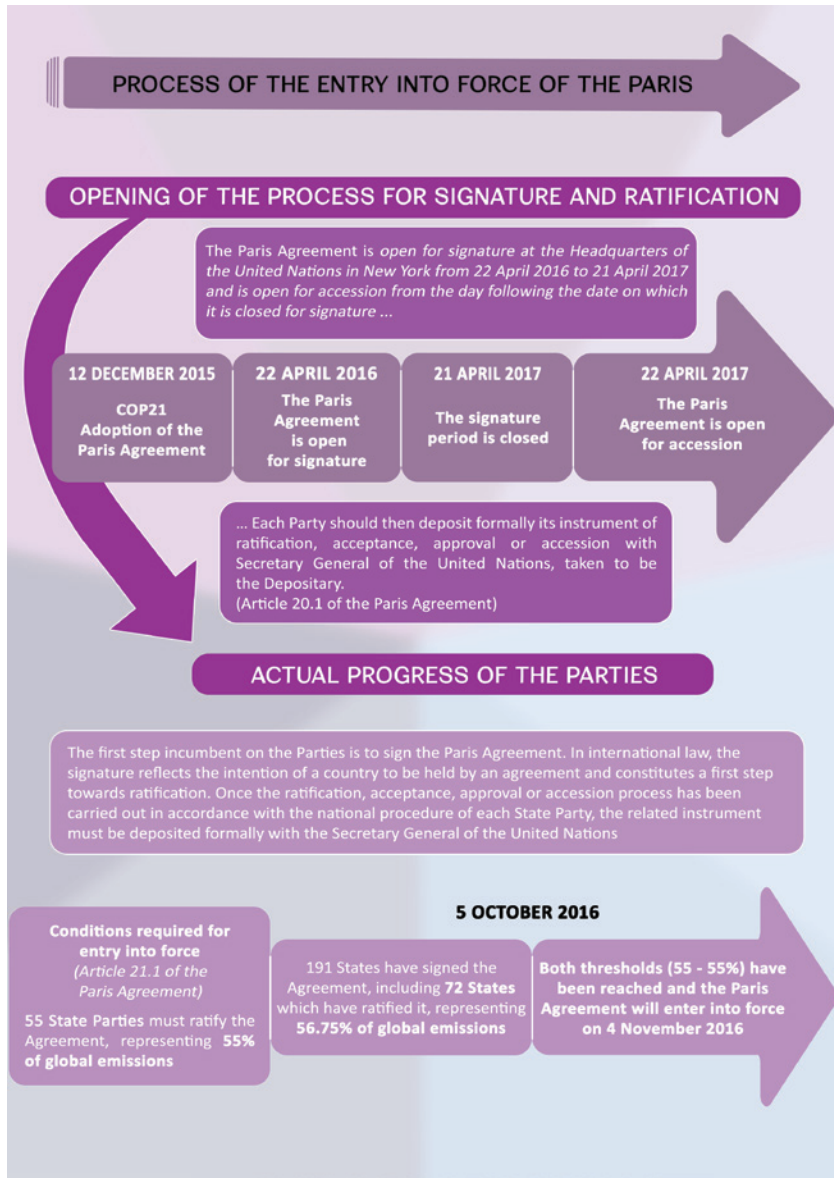 PROCESS OF THE ENTRY INTO FORCE OF THE PARIS
OPENING OF THE PROCESS FOR SIGNATURE AND RATIFICATION
The Paris Agreement is open for signature at the Headquarters of
the United Nations in New York from 22 April 2016 to 21 April 2017
and is open for accession from the day following the date on which
it is closed for signature ...
12 DECEMBER 2015
COP21
Adoption of the
Paris Agreement
22 APRIL 2016
The Paris
Agreement
is open
for signature
21 APRIL 2017
The signature
period is closed
22 APRIL 2017
The Paris
Agreement is open
for accession
... Each Party should then deposit formally its instrument of
ratification, acceptance, approval or accession with
Secretary General of the United Nations, taken to be
the Depositary.
(Article 20.1 of the Paris Agreement)
ACTUAL PROGRESS OF THE PARTIES
The first step incumbent on the Parties is to sign the Paris Agreement. In international law, the
signature reflects the intention of a country to be held by an agreement and constitutes a first step
towards ratification. Once the ratification, acceptance, approval or accession process has been
carried out in accordance with the national procedure of each State Party, the related instrument
must be deposited formally with the Secretary General of the United Nations
Conditions required for
entry into force
(Article 21.1 of the
Paris Agreement)
55 State Parties must ratify the
Agreement, representing 55%
of global emissions
5 OCTOBER 2016
191 States have signed the
Agreement, including 72 States
which have ratified it, representing
56.75% of global emissions
Both thresholds (55 - 55%) have
been reached and the Paris
Agreement will enter into force
on 4 November 2016